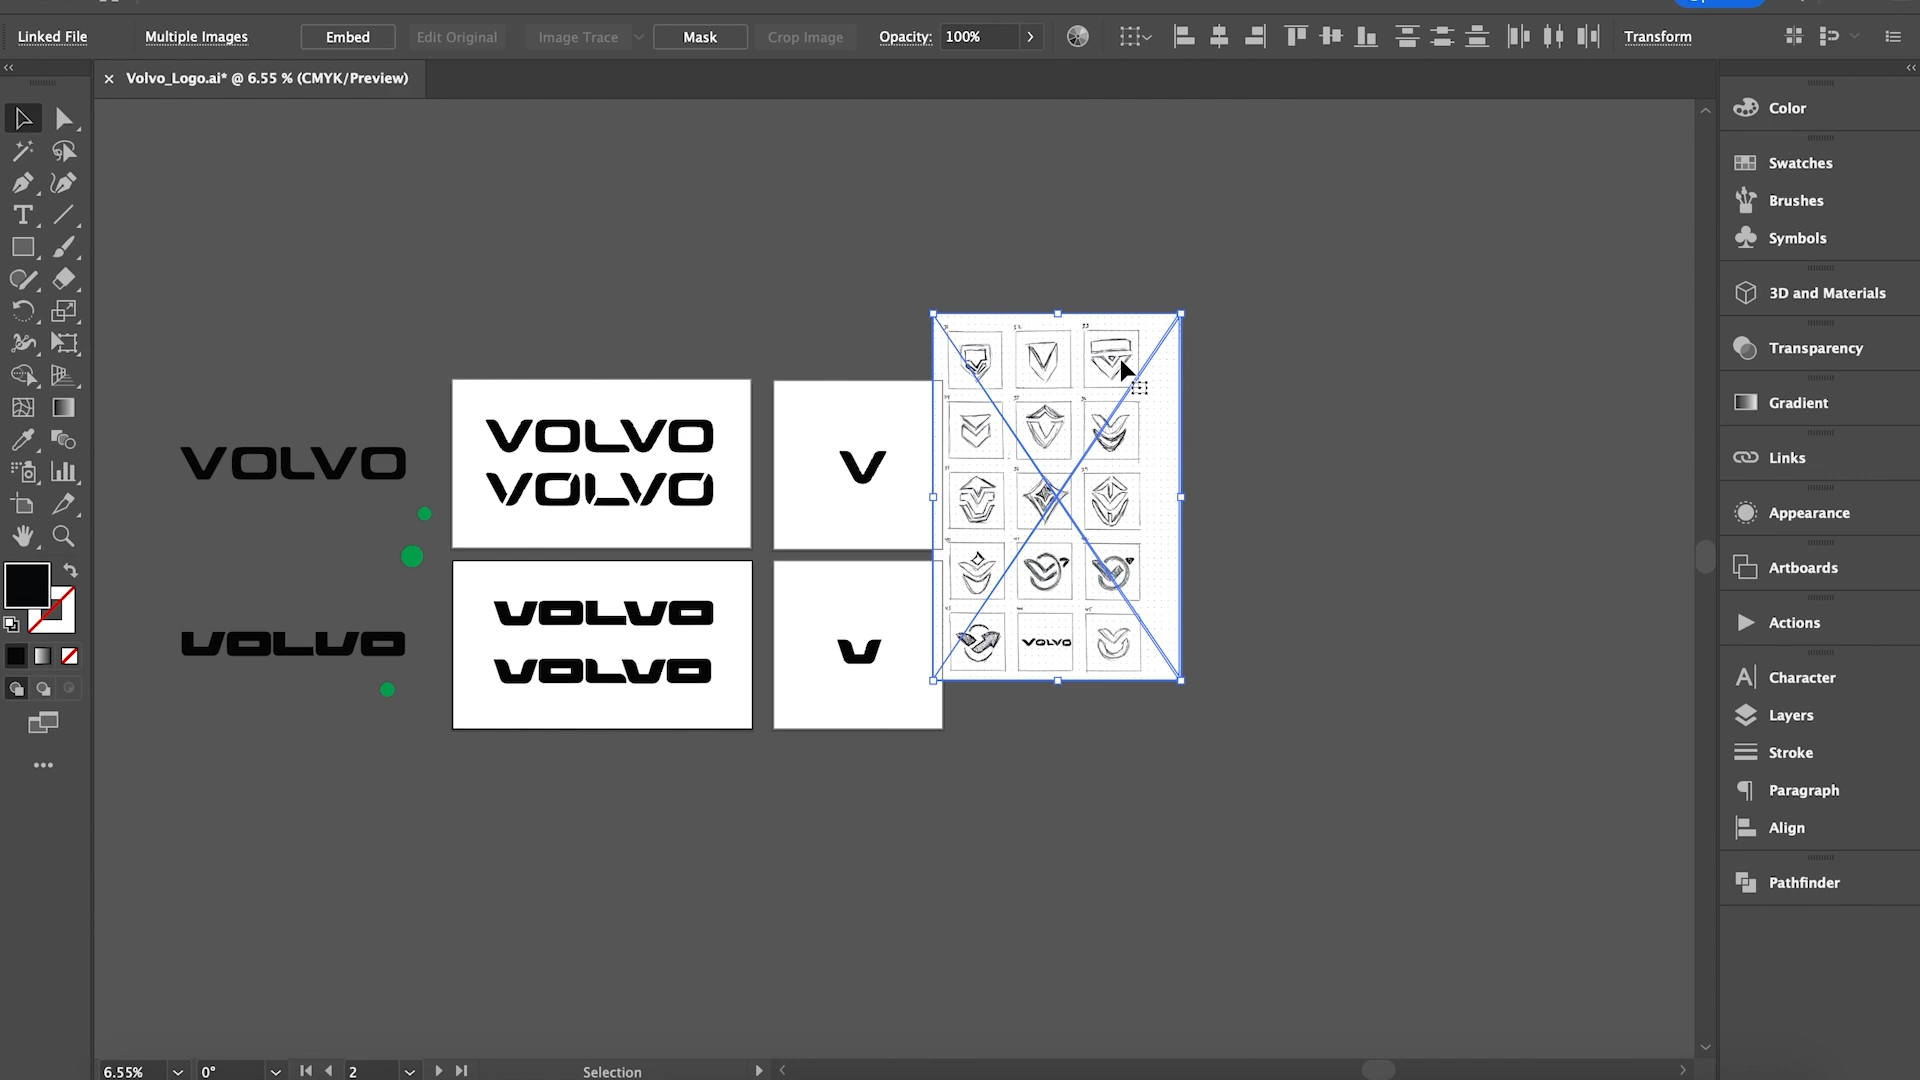 Linked File
Multiple Images
Embed
Edit Original
Image Trace
Mask
Crop Image
Opacity:
100%
Transform
Volvo_Logo.ai* @ 6.55 % (CMYK/Preview)
VOLVO
VOLVO
VOLVO
V
VOLVO
VOLVO
VOLVO
V
VOLVO
Color
Swatches
Brushes
Symbols
3D and Materials
Transparency
Gradient
Links
Appearance
Artboards
Actions
Character
Layers
Stroke
Paragraph
Align
Pathfinder
6.55%
0°
2
Selection